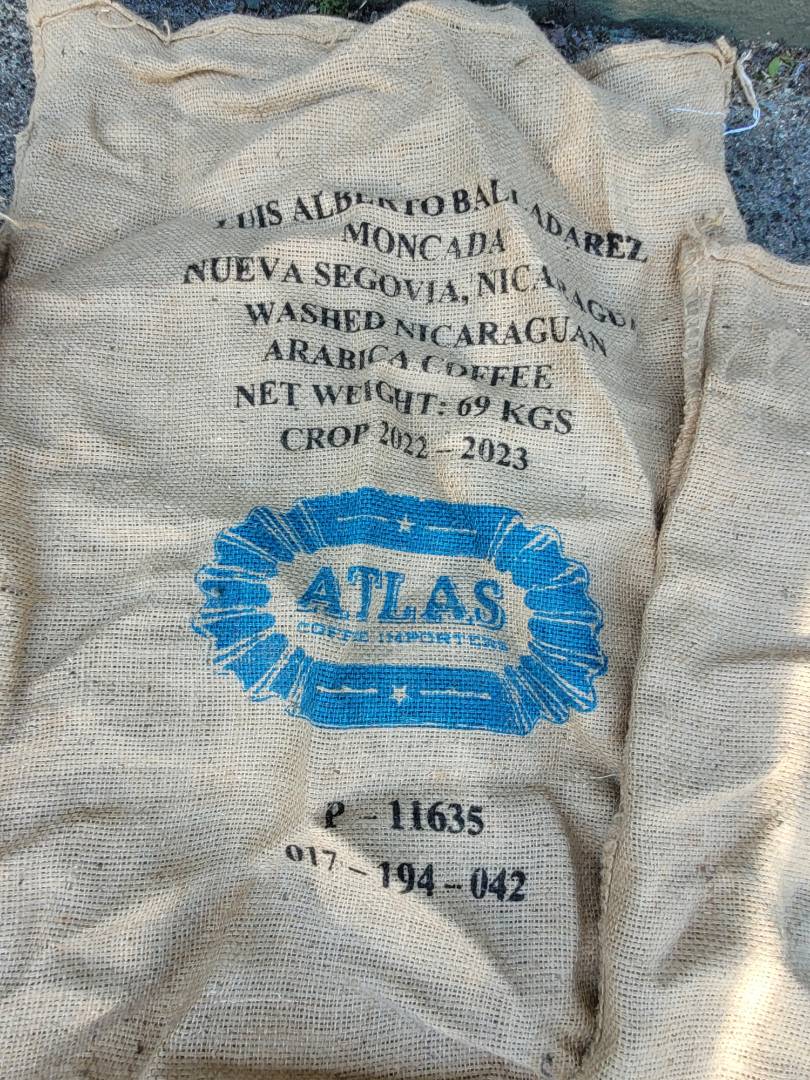 LUIS ALBERTO BALLADAREZ
MONCADA
NUEVA SEGOVIA, NICARAGUA
WASHED NICARAGUAN
ARABICA COFFEE
NET WEIGHT: 69 KGS
CROP 2022 – 2023
ATLAS
COFFEE IMPORTERS
P – 11635
017 – 194 – 042